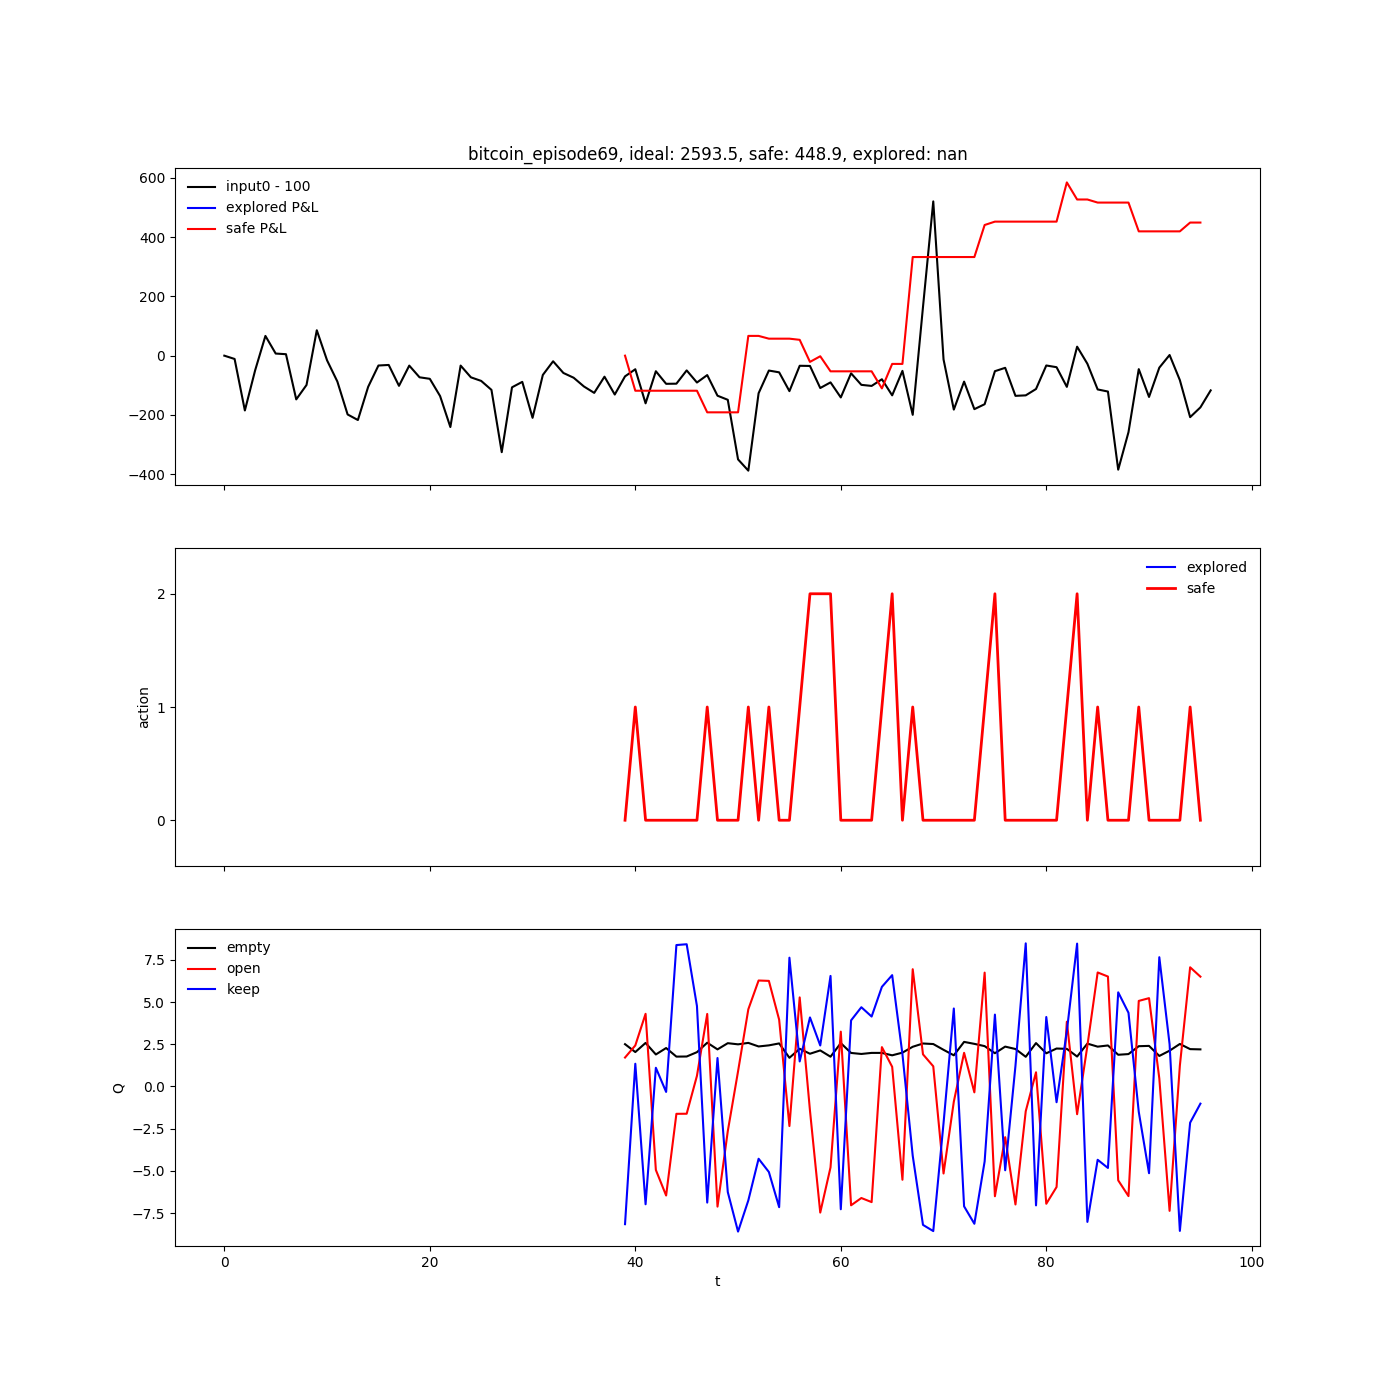 bitcoin_episode69, ideal: 2593.5, safe: 448.9, explored: nan
600
400
200
0
−200
−400
input0 - 100
explored P&L
safe P&L
2
1
0
action
explored
safe
7.5
5.0
2.5
0.0
−2.5
−5.0
−7.5
Q
empty
open
keep
0 20 40 60 80 100
t